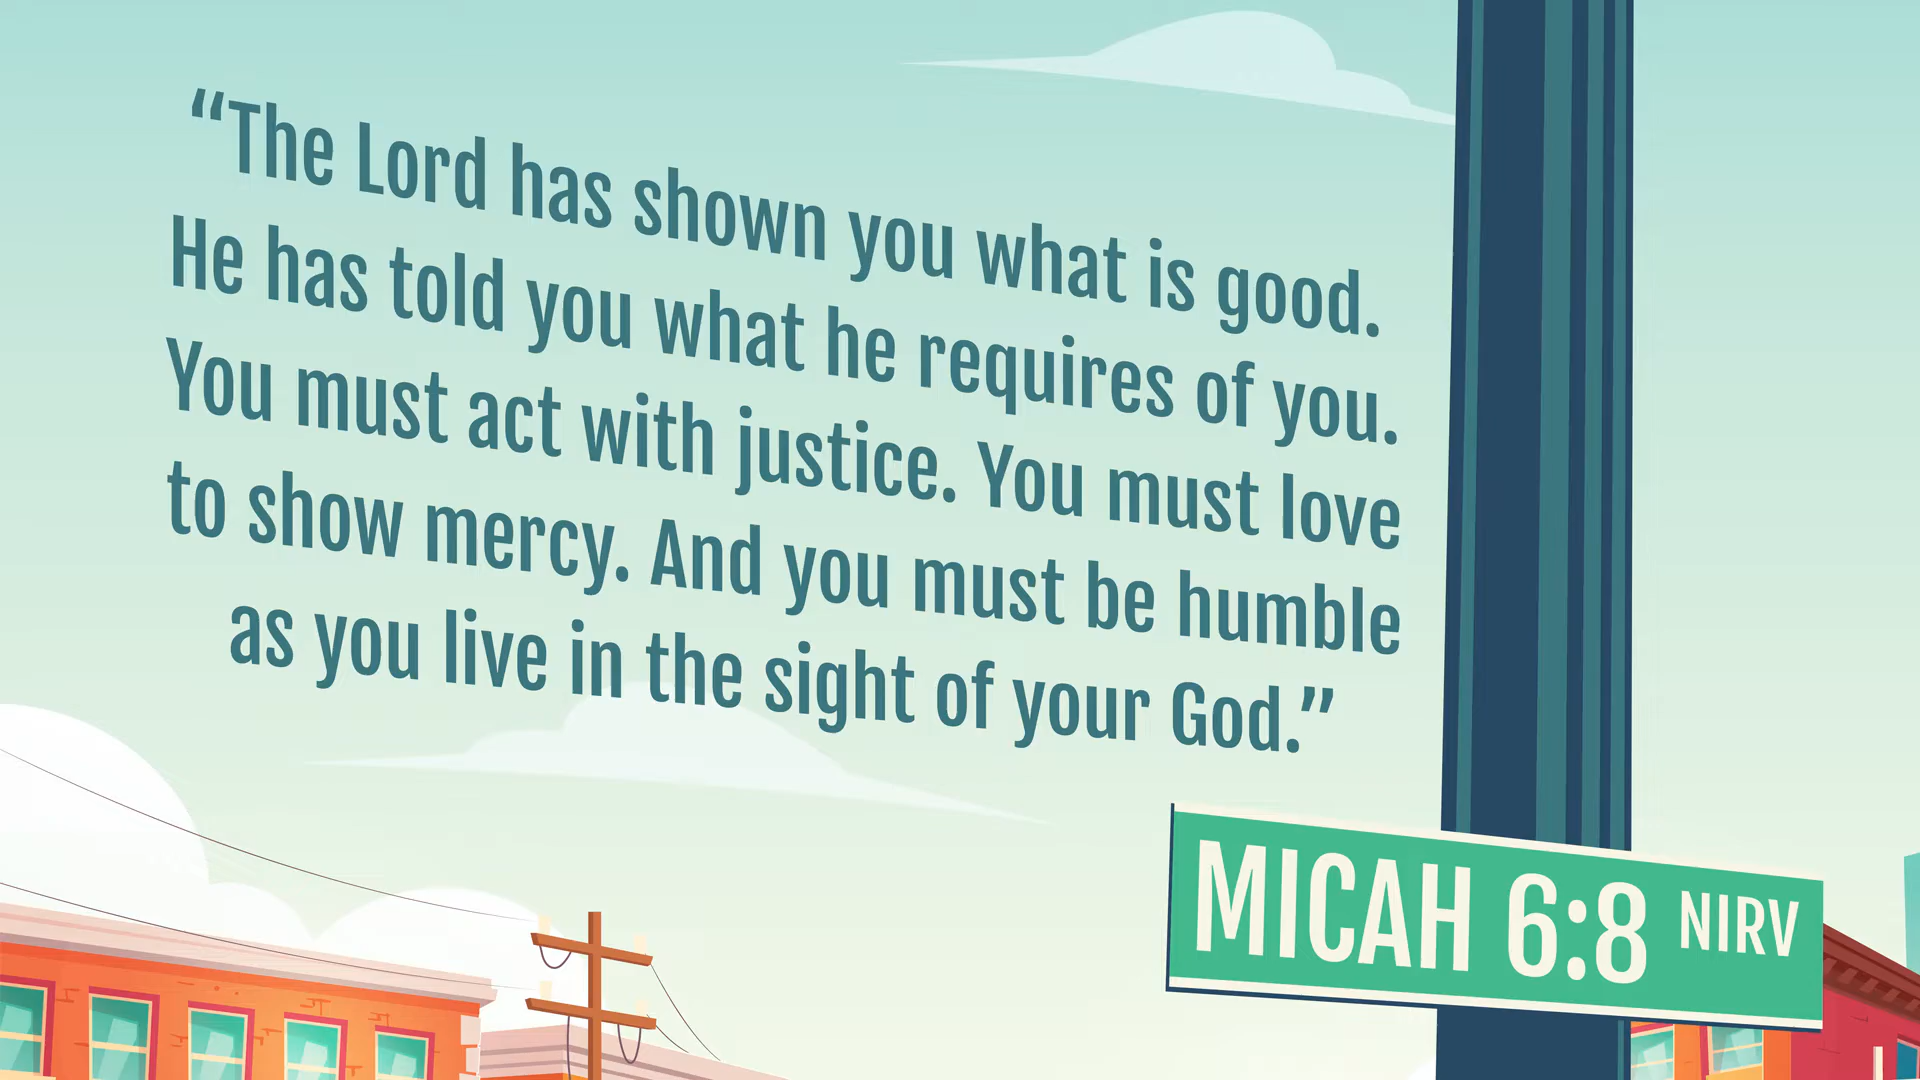 “The Lord has shown you what is good.
He has told you what he requires of you.
You must act with justice. You must love
to show mercy. And you must be humble
as you live in the sight of your God.”
MICAH 6:8 NIRV